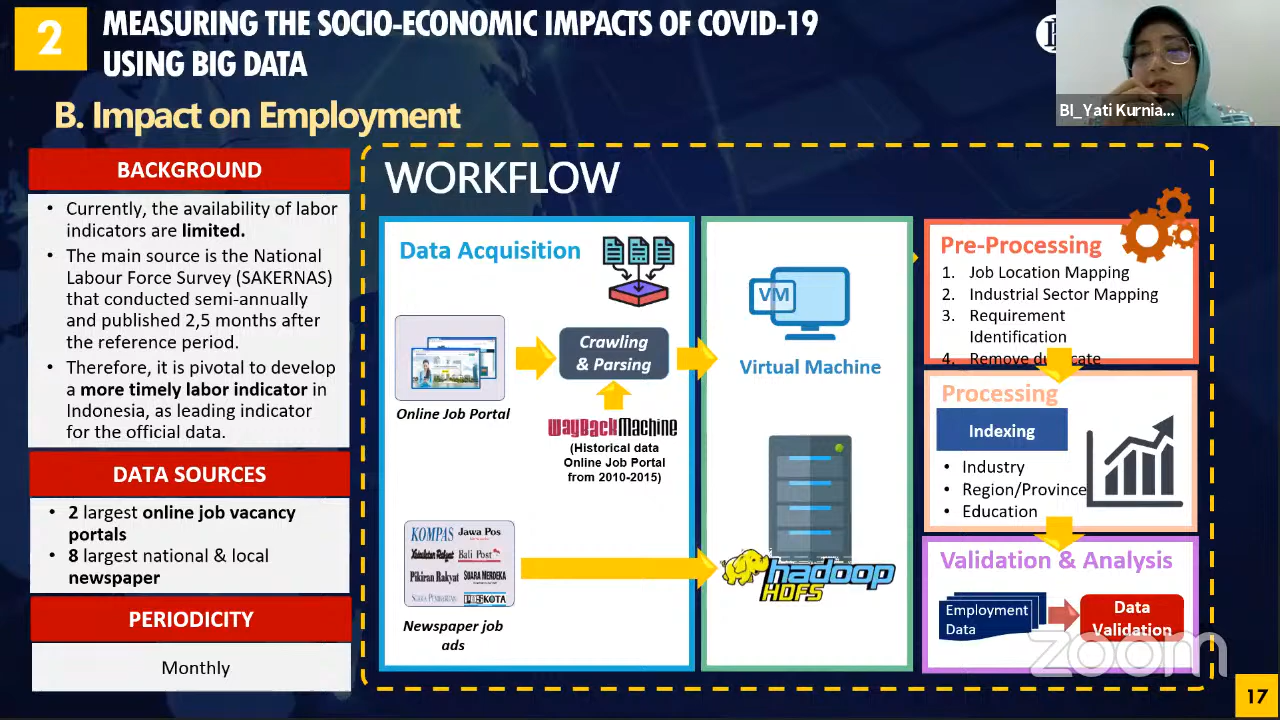 2
MEASURING THE SOCIO-ECONOMIC IMPACTS OF COVID-19
USING BIG DATA
BI_Yati Kurnia...
B. Impact on Employment
BACKGROUND
• Currently, the availability of labor
indicators are limited.
• The main source is the National
Labour Force Survey (SAKERNAS)
that conducted semi-annually
and published 2,5 months after
the reference period.
• Therefore, it is pivotal to develop
a more timely labor indicator in
Indonesia, as leading indicator
for the official data.
DATA SOURCES
• 2 largest online job vacancy
portals
• 8 largest national & local
newspaper
PERIODICITY
Monthly
WORKFLOW
Data Acquisition
Online Job Portal
Crawling
& Parsing
WayBackMachine
(Historical data
Online Job Portal
from 2010-2015)
KOMPAS Jawa Pos
Bali Post
Pikiran Rakyat SUARA MERDEKA
KOTA
Newspaper job
ads
VM
Virtual Machine
hadoop
HDFS
Pre-Processing
1. Job Location Mapping
2. Industrial Sector Mapping
3. Requirement
Identification
4. Remove duplicate
Processing
Indexing
• Industry
• Region/Province
• Education
Validation & Analysis
Employment
Data
Data
Validation
zoom
17